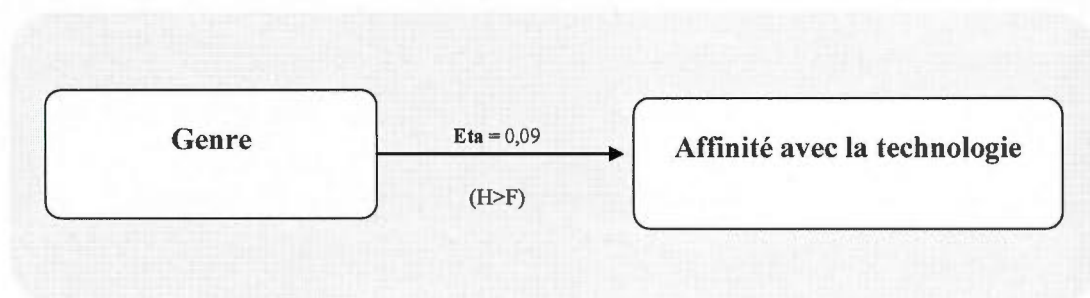 Genre
Eta = 0,09
(H>F)
Affinité avec la technologie